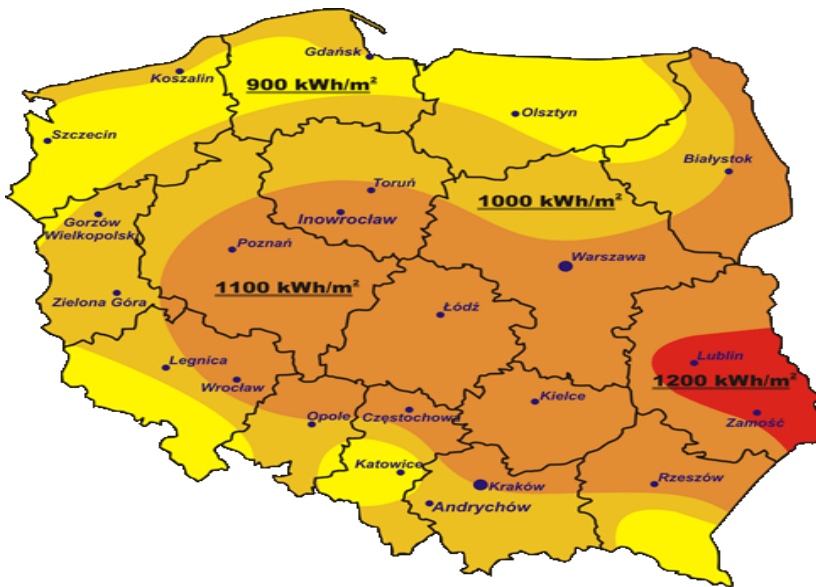 Gdańsk
Koszalin
900 kWh/m²
Olsztyn
Szczecin
Białystok
Toruń
1000 kWh/m²
Gorzów
Wielkopolski
Inowrocław
Poznań
Warszawa
1100 kWh/m²
Zielona Góra
Łódź
Legnica
Lublin
Wrocław
1200 kWh/m²
Kielce
Opole
Częstochowa
Zamość
Katowice
Kraków
Rzeszów
Andrychów